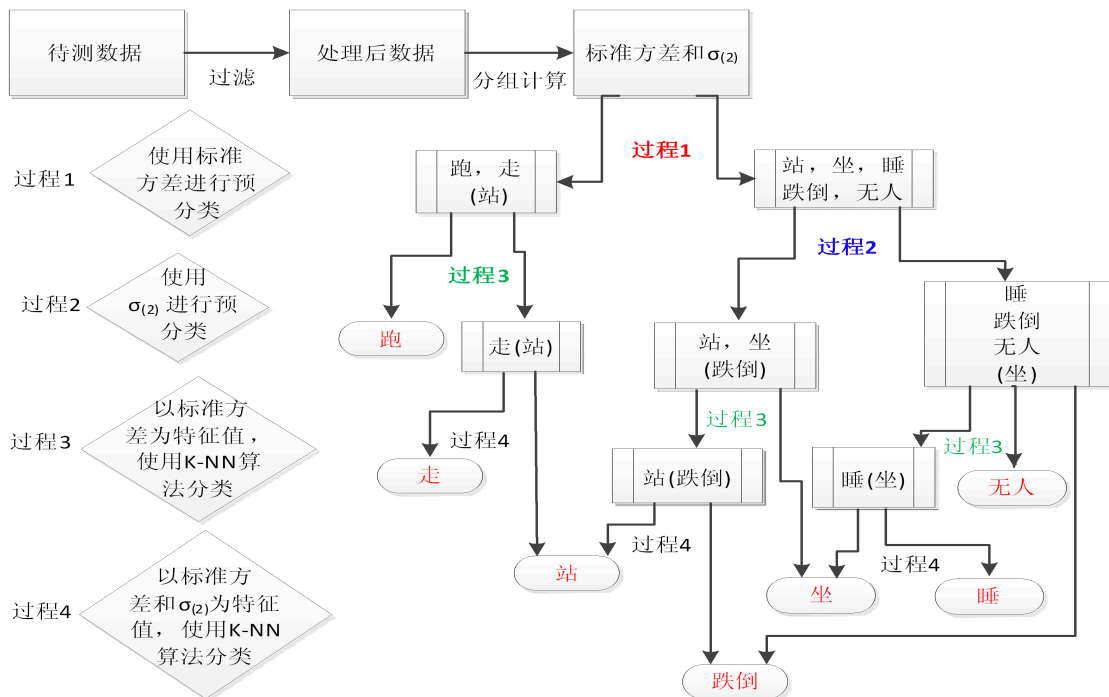 待测数据
过滤
处理后数据
分组计算
标准方差和σ(2)
过程1
使用标准
方差进行预
分类
过程1
跑，走
(站)
站，坐，睡
跌倒，无人
过程2
使用
σ(2) 进行预
分类
过程3
过程2
跑
走(站)
站，坐
(跌倒)
睡
跌倒
无人
(坐)
过程3
以标准方
差为特征值，
使用K-NN算
法分类
过程4
过程3
过程3
走
站(跌倒)
睡(坐)
无人
过程4
过程4
站
坐
睡
过程4
以标准方
差和σ(2)为特征
值，使用K-NN
算法分类
跌倒